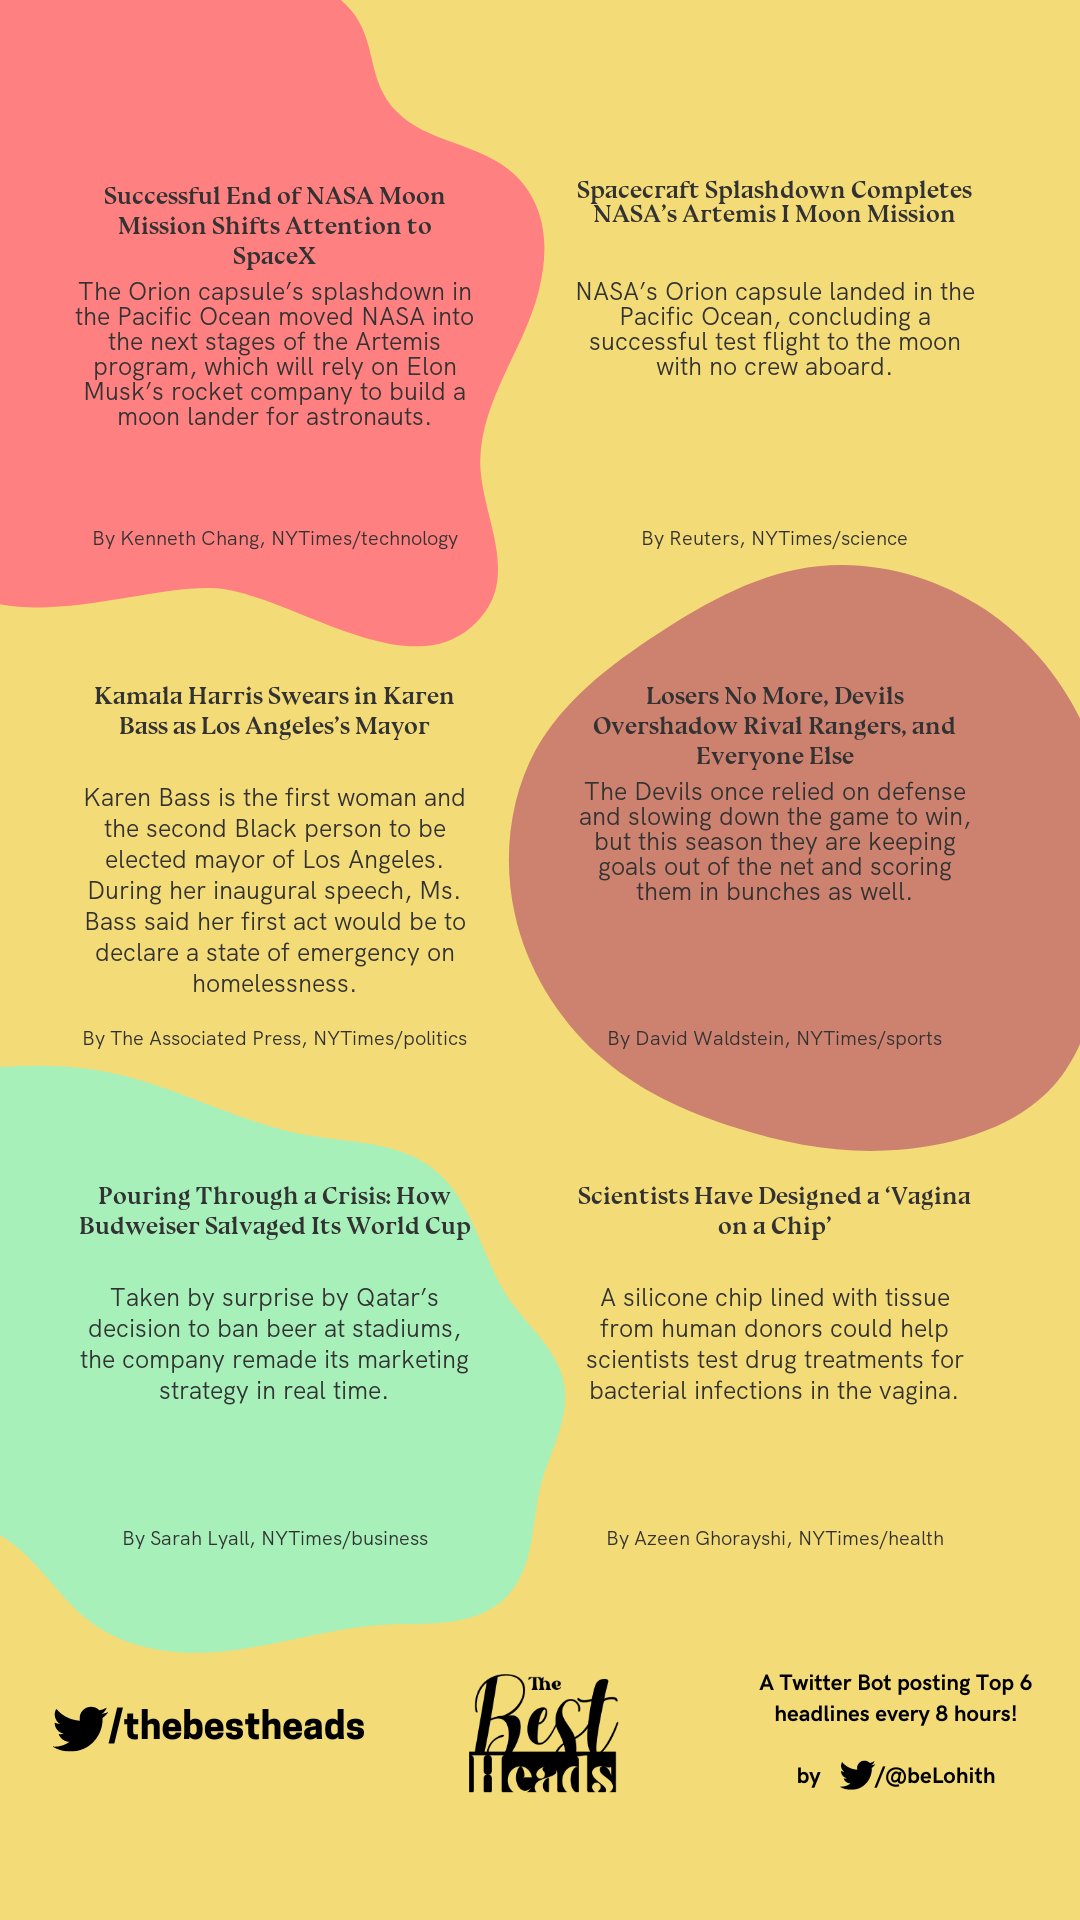 Successful End of NASA Moon
Mission Shifts Attention to
SpaceX
The Orion capsule’s splashdown in
the Pacific Ocean moved NASA into
the next stages of the Artemis
program, which will rely on Elon
Musk’s rocket company to build a
moon lander for astronauts.
By Kenneth Chang, NYTimes/technology
Spacecraft Splashdown Completes
NASA’s Artemis I Moon Mission
NASA’s Orion capsule landed in the
Pacific Ocean, concluding a
successful test flight to the moon
with no crew aboard.
By Reuters, NYTimes/science
Kamala Harris Swears in Karen
Bass as Los Angeles’s Mayor
Karen Bass is the first woman and
the second Black person to be
elected mayor of Los Angeles.
During her inaugural speech, Ms.
Bass said her first act would be to
declare a state of emergency on
homelessness.
By The Associated Press, NYTimes/politics
Losers No More, Devils
Overshadow Rival Rangers, and
Everyone Else
The Devils once relied on defense
and slowing down the game to win,
but this season they are keeping
goals out of the net and scoring
them in bunches as well.
By David Waldstein, NYTimes/sports
Pouring Through a Crisis: How
Budweiser Salvaged Its World Cup
Taken by surprise by Qatar’s
decision to ban beer at stadiums,
the company remade its marketing
strategy in real time.
By Sarah Lyall, NYTimes/business
Scientists Have Designed a ‘Vagina
on a Chip’
A silicone chip lined with tissue
from human donors could help
scientists test drug treatments for
bacterial infections in the vagina.
By Azeen Ghorayshi, NYTimes/health
/thebestheads
The
Best
Heads
A Twitter Bot posting Top 6
headlines every 8 hours!
by /@beLohith